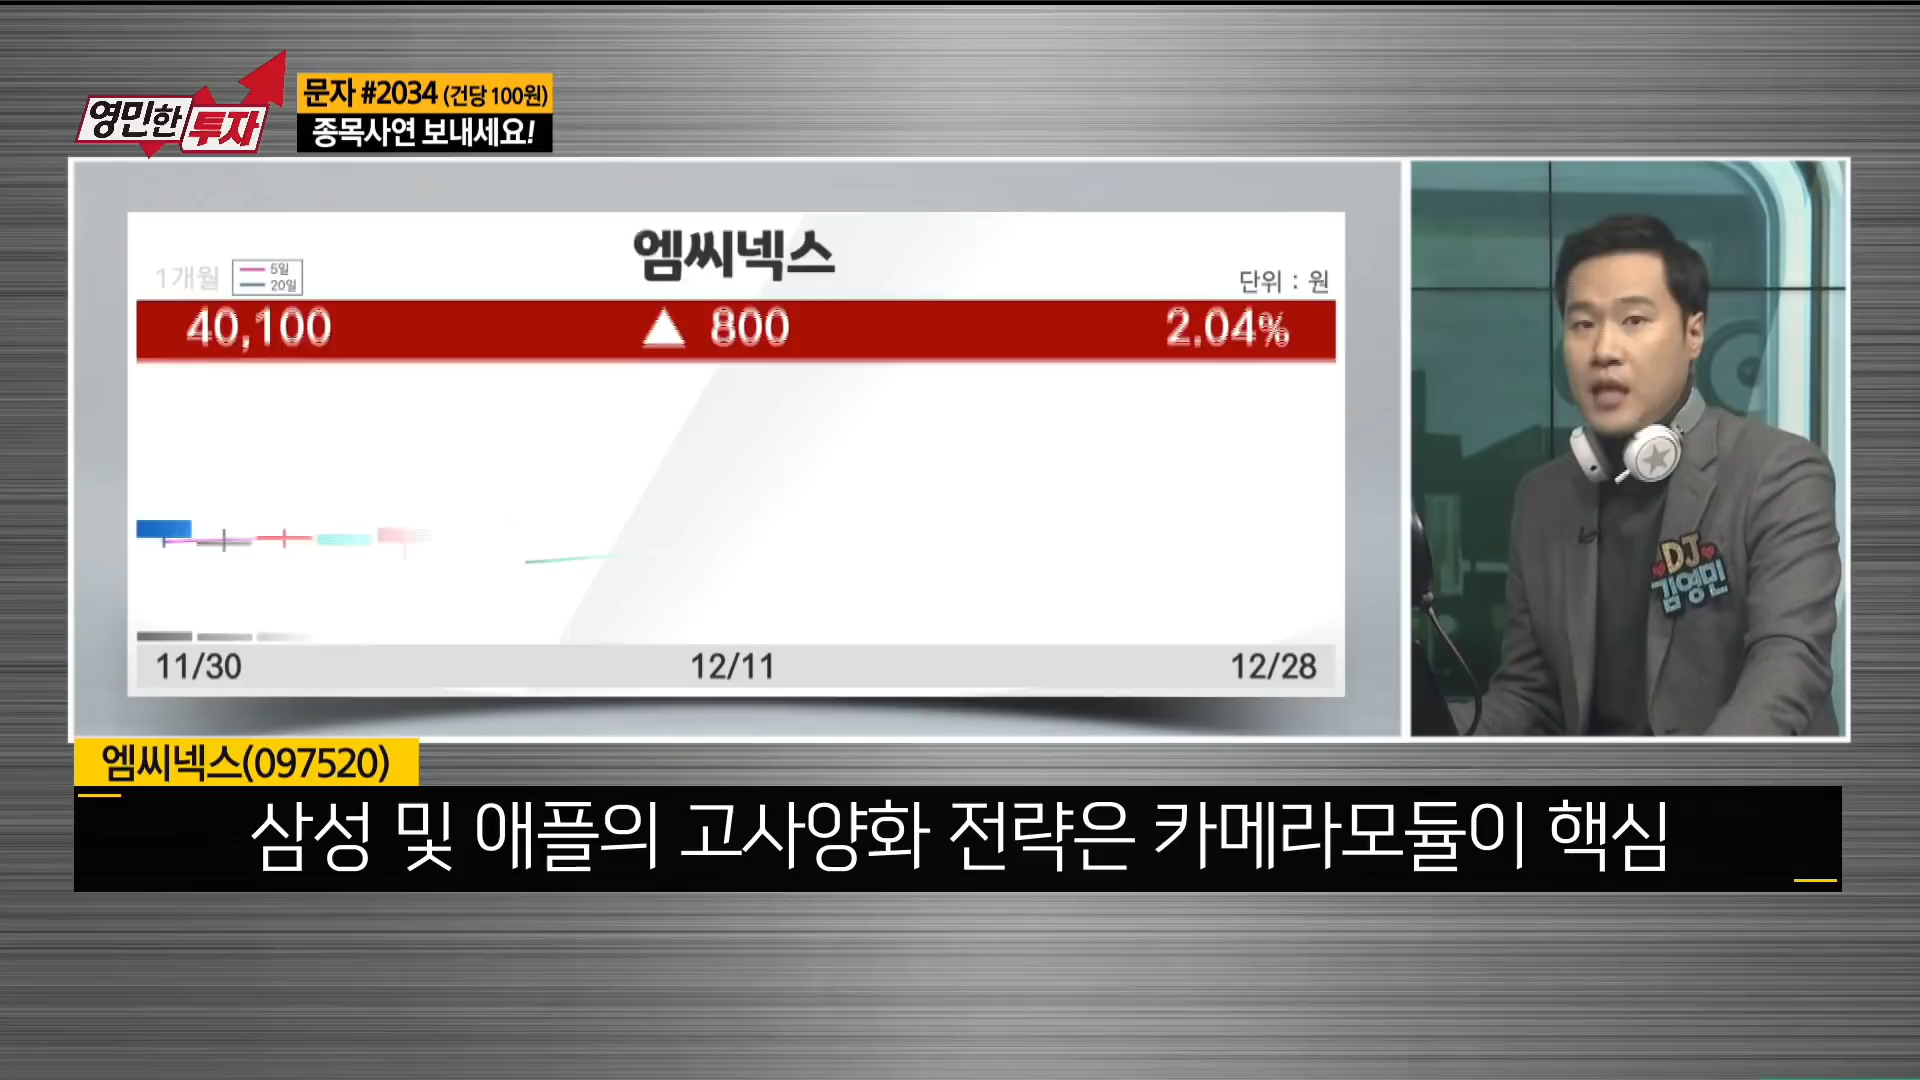 영민한 투자
문자 #2034 (건당 100원)
종목사연 보내세요!
엠씨넥스
1개월
5일
20일
단위 : 원
40,100 ▲ 800 2.04%
11/30 12/11 12/28
DJ
김영민
엠씨넥스(097520)
삼성 및 애플의 고사양화 전략은 카메라모듈이 핵심